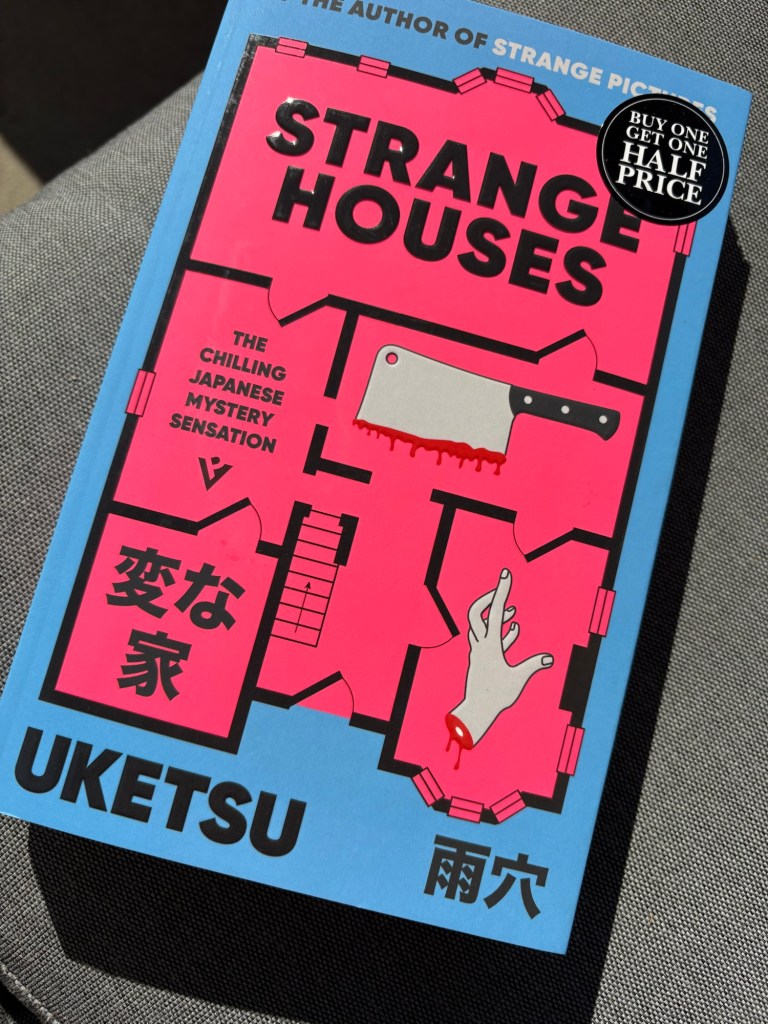 THE AUTHOR OF STRANGE PICTURES
BUY ONE
GET ONE
HALF
PRICE
STRANGE
HOUSES
THE
CHILLING
JAPANESE
MYSTERY
SENSATION
変な
家
UKETSU
雨穴